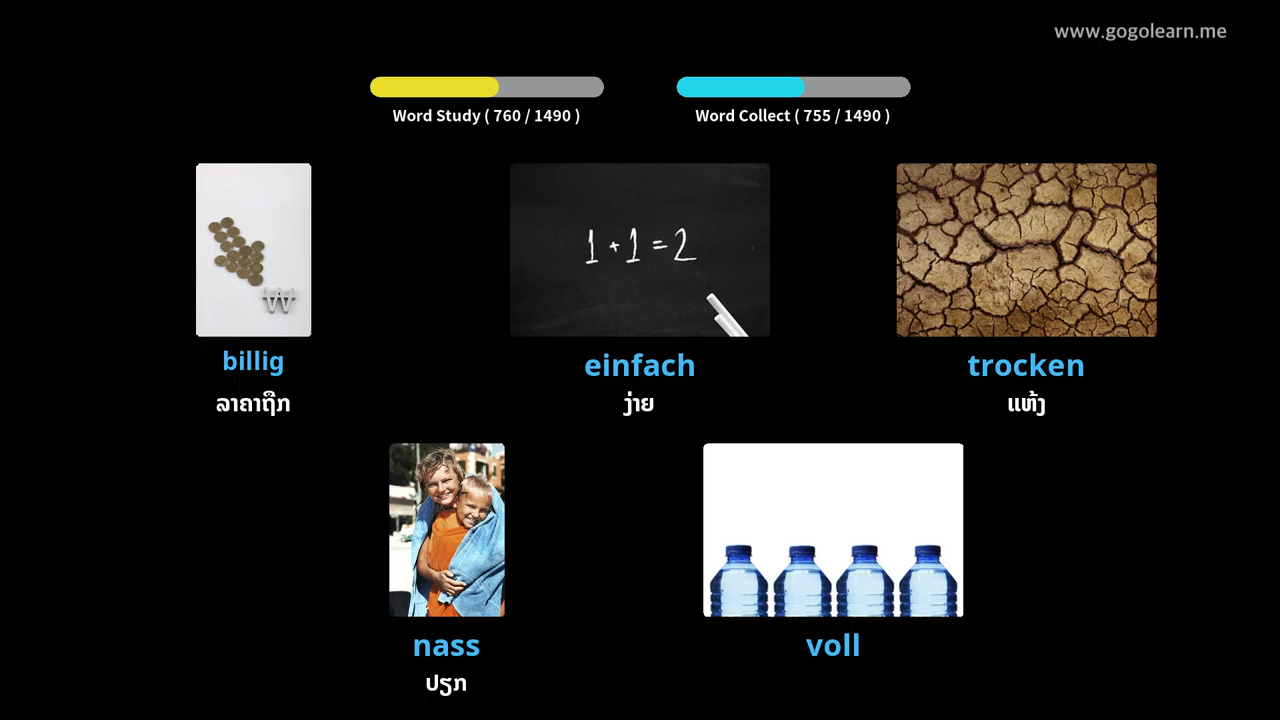 www.gogolearn.me
Word Study ( 760 / 1490 )
Word Collect ( 755 / 1490 )
1 + 1 = 2
₩
billig
einfach
trocken
ລາຄາຖືກ
ງ່າຍ
ແຫ້ງ
nass
voll
ປຽກ